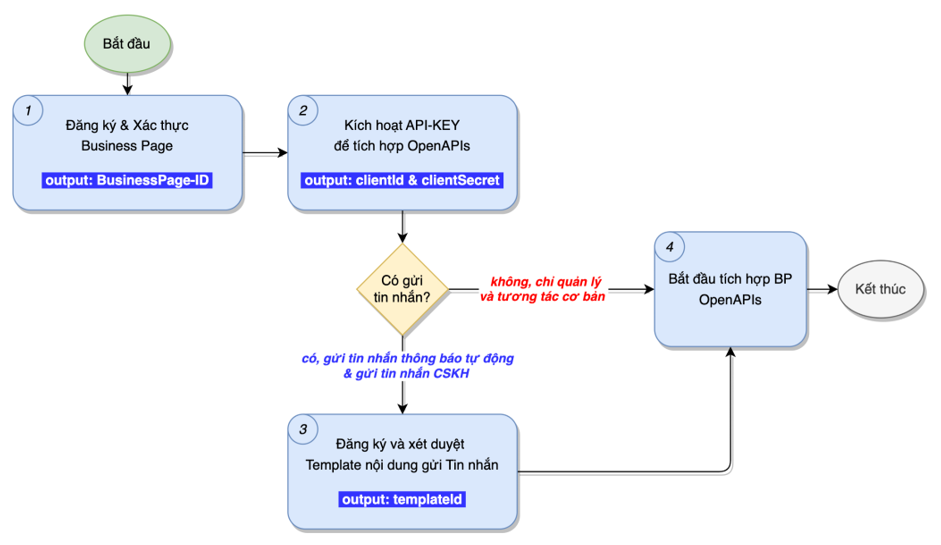 Bắt đầu
1
Đăng ký & Xác thực
Business Page
output: BusinessPage-ID
2
Kích hoạt API-KEY
để tích hợp OpenAPIs
output: clientId & clientSecret
Có gửi
tin nhắn?
không, chỉ quản lý
và tương tác cơ bản
4
Bắt đầu tích hợp BP
OpenAPIs
Kết thúc
có, gửi tin nhắn thông báo tự động
& gửi tin nhắn CSKH
3
Đăng ký và xét duyệt
Template nội dung gửi Tin nhắn
output: templateId